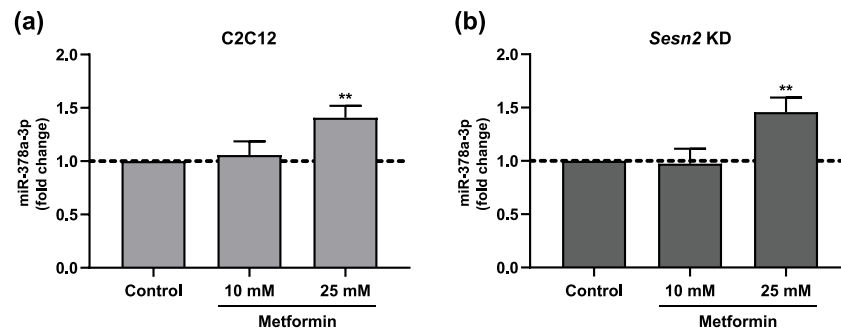 (a)
C2C12
miR-378a-3p
(fold change)
2.0
1.5
1.0
0.5
0.0
**
Control
10 mM
25 mM
Metformin
(b)
Sesn2 KD
miR-378a-3p
(fold change)
2.0
1.5
1.0
0.5
0.0
**
Control
10 mM
25 mM
Metformin